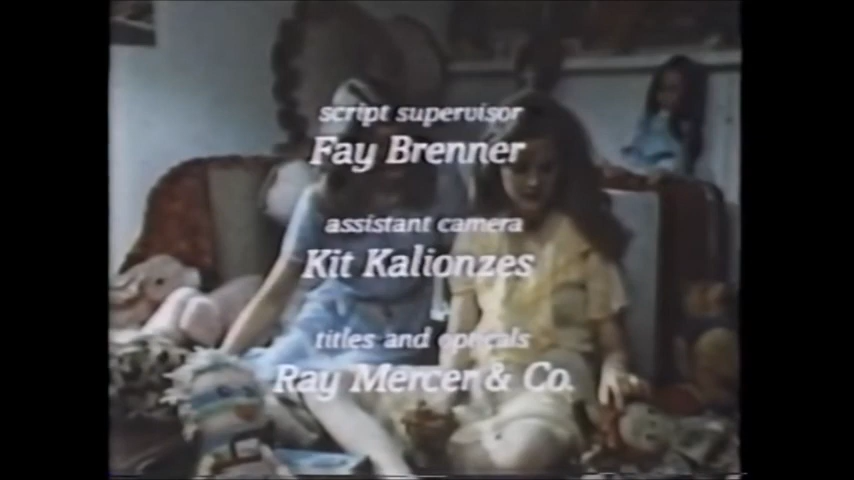 script supervisor
Fay Brenner
assistant camera
Kit Kalionzes
titles and opticals
Ray Mercer & Co.